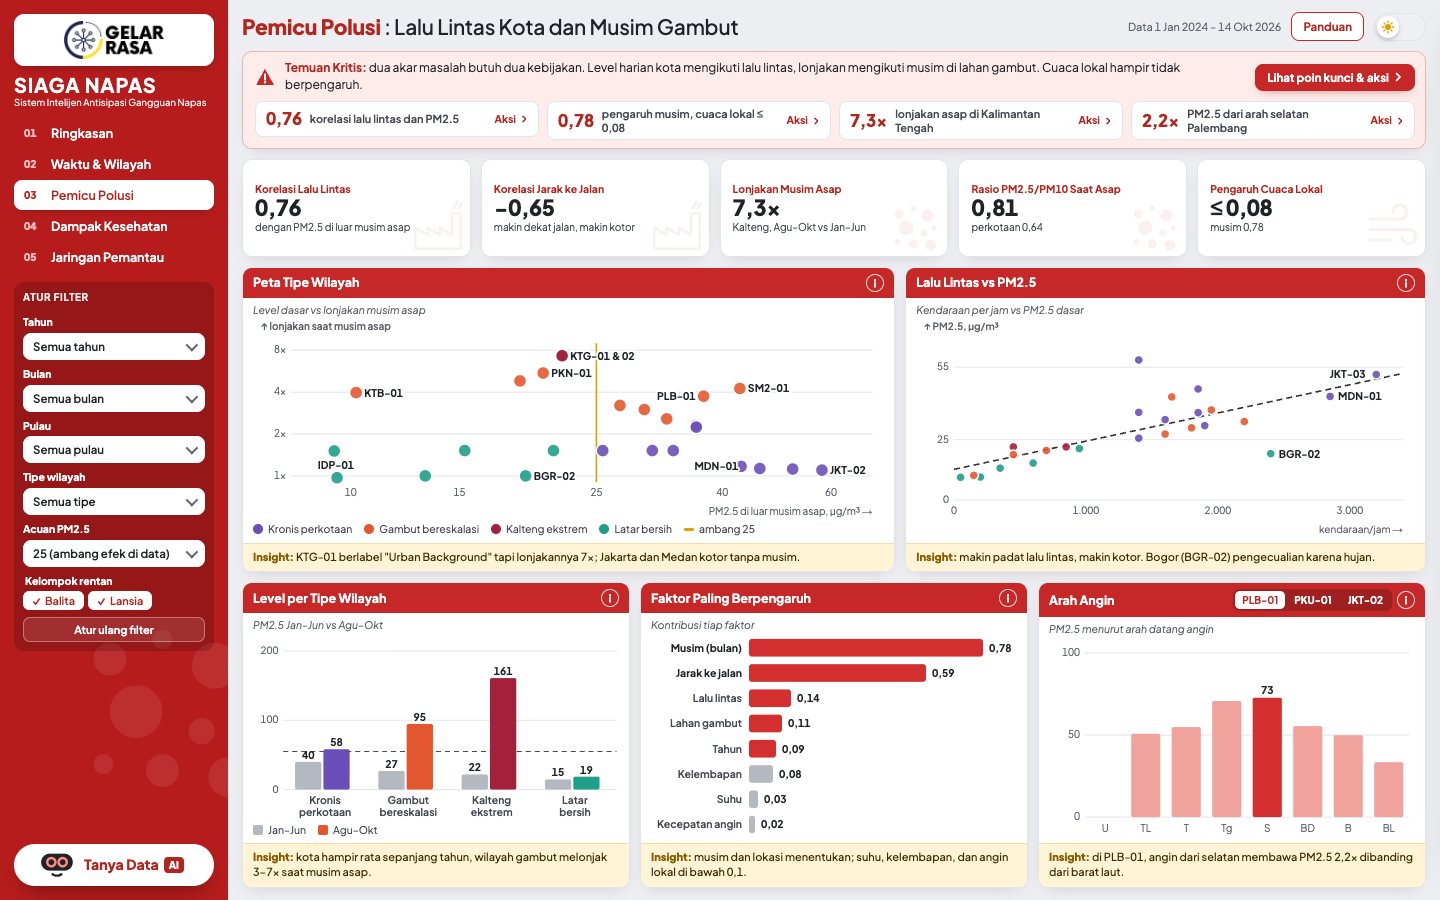 GELAR
RASA
SIAGA NAPAS
Sistem Intelijen Antisipasi Gangguan Napas
01 Ringkasan
02 Waktu & Wilayah
03 Pemicu Polusi
04 Dampak Kesehatan
05 Jaringan Pemantau
ATUR FILTER
Tahun
Semua tahun
Bulan
Semua bulan
Pulau
Semua pulau
Tipe wilayah
Semua tipe
Acuan PM2.5
25 (ambang efek di data)
Kelompok rentan
✓ Balita ✓ Lansia
Atur ulang filter
Tanya Data AI
Pemicu Polusi : Lalu Lintas Kota dan Musim Gambut
Data 1 Jan 2024 – 14 Okt 2026
Panduan
Temuan Kritis: dua akar masalah butuh dua kebijakan. Level harian kota mengikuti lalu lintas, lonjakan mengikuti musim di lahan gambut. Cuaca lokal hampir tidak
berpengaruh.
Lihat poin kunci & aksi ›
0,76 korelasi lalu lintas dan PM2.5 Aksi ›
0,78 pengaruh musim, cuaca lokal ≤
0,08 Aksi ›
7,3× lonjakan asap di Kalimantan
Tengah Aksi ›
2,2× PM2.5 dari arah selatan
Palembang Aksi ›
Korelasi Lalu Lintas
0,76
dengan PM2.5 di luar musim asap
Korelasi Jarak ke Jalan
−0,65
makin dekat jalan, makin kotor
Lonjakan Musim Asap
7,3×
Kalteng, Agu–Okt vs Jan–Jun
Rasio PM2.5/PM10 Saat Asap
0,81
perkotaan 0,64
Pengaruh Cuaca Lokal
≤ 0,08
musim 0,78
Peta Tipe Wilayah
Level dasar vs lonjakan musim asap
↑ lonjakan saat musim asap
8×
4×
2×
1×
KTG-01 & 02
PKN-01
KTB-01
SM2-01
PLB-01
IDP-01
BGR-02
MDN-01
JKT-02
10 15 25 40 60
PM2.5 di luar musim asap, µg/m³ →
Kronis perkotaan Gambut bereskalasi Kalteng ekstrem Latar bersih ambang 25
Insight: KTG-01 berlabel "Urban Background" tapi lonjakannya 7×; Jakarta dan Medan kotor tanpa musim.
Lalu Lintas vs PM2.5
Kendaraan per jam vs PM2.5 dasar
↑ PM2.5, µg/m³
55
25
0
JKT-03
MDN-01
BGR-02
0 1.000 2.000 3.000
kendaraan/jam →
Insight: makin padat lalu lintas, makin kotor. Bogor (BGR-02) pengecualian karena hujan.
Level per Tipe Wilayah
PM2.5 Jan–Jun vs Agu–Okt
200
100
0
40 58
27 95
22 161
15 19
Kronis
perkotaan
Gambut
bereskalasi
Kalteng
ekstrem
Latar
bersih
Jan–Jun Agu–Okt
Insight: kota hampir rata sepanjang tahun, wilayah gambut melonjak
3–7× saat musim asap.
Faktor Paling Berpengaruh
Kontribusi tiap faktor
Musim (bulan) 0,78
Jarak ke jalan 0,59
Lalu lintas 0,14
Lahan gambut 0,11
Tahun 0,09
Kelembapan 0,08
Suhu 0,03
Kecepatan angin 0,02
Insight: musim dan lokasi menentukan; suhu, kelembapan, dan angin
lokal di bawah 0,1.
Arah Angin
PLB-01 PKU-01 JKT-02
PM2.5 menurut arah datang angin
100
50
0
73
U TL T Tg S BD B BL
Insight: di PLB-01, angin dari selatan membawa PM2.5 2,2× dibanding
dari barat laut.